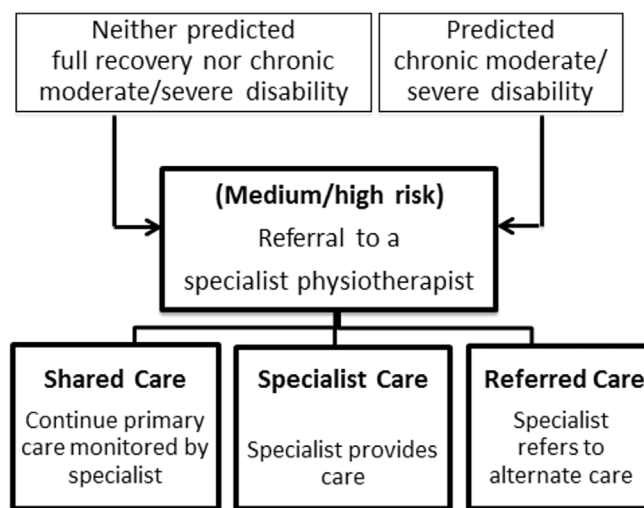 Neither predicted
full recovery nor chronic
moderate/severe disability
Predicted
chronic moderate/
severe disability
(Medium/high risk)
Referral to a
specialist physiotherapist
Shared Care
Continue primary
care monitored by
specialist
Specialist Care
Specialist provides
care
Referred Care
Specialist
refers to
alternate care